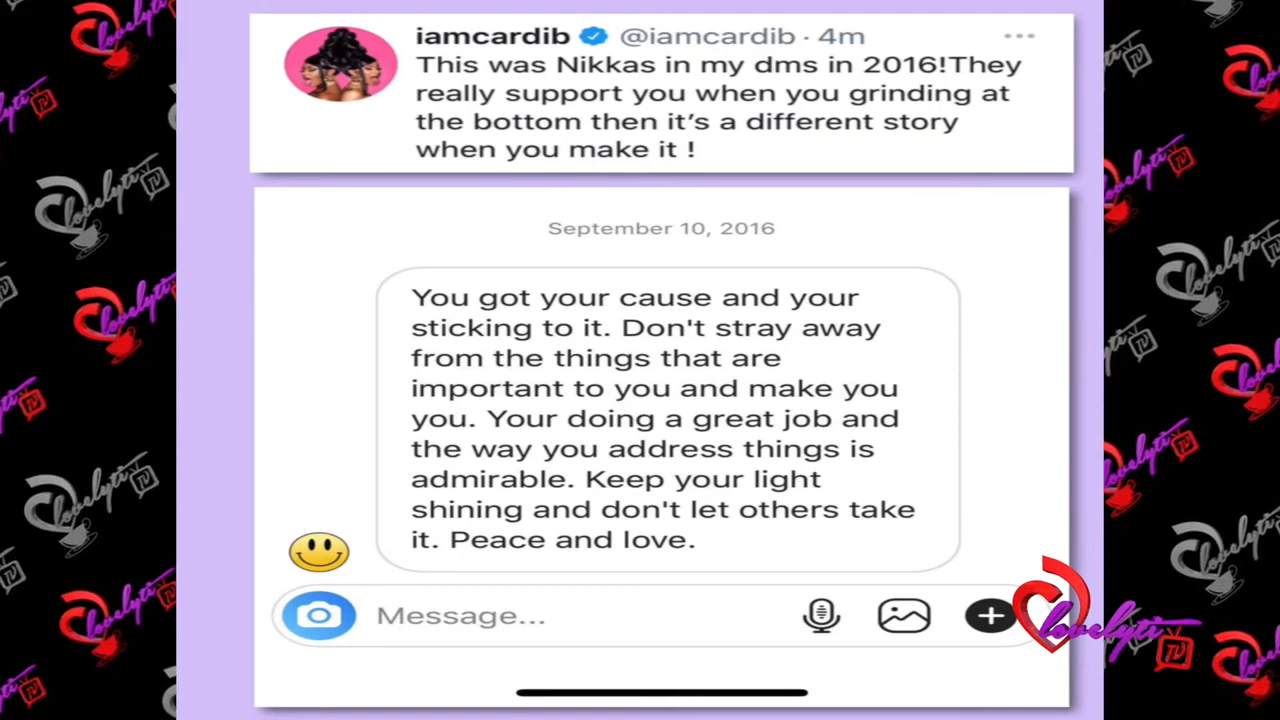 iamcardib @iamcardib · 4m
This was Nikkas in my dms in 2016!They
really support you when you grinding at
the bottom then it’s a different story
when you make it !
September 10, 2016
You got your cause and your
sticking to it. Don't stray away
from the things that are
important to you and make you
you. Your doing a great job and
the way you address things is
admirable. Keep your light
shining and don't let others take
it. Peace and love.
Message...
lovelyti
TV